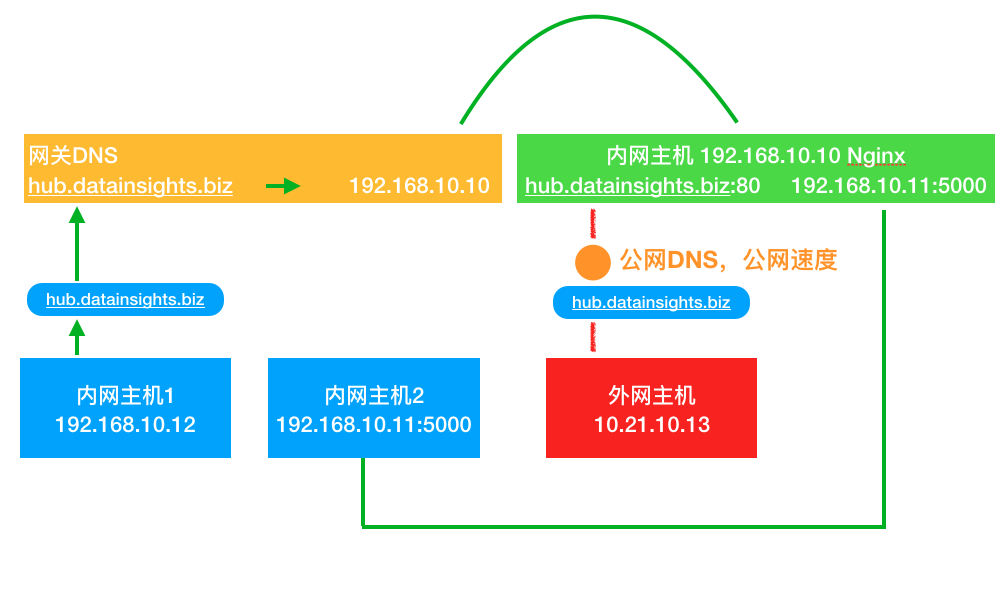 网关DNS
hub.datainsights.biz 192.168.10.10
内网主机 192.168.10.10 Nginx
hub.datainsights.biz:80 192.168.10.11:5000
公网DNS，公网速度
hub.datainsights.biz
hub.datainsights.biz
内网主机1
192.168.10.12
内网主机2
192.168.10.11:5000
外网主机
10.21.10.13